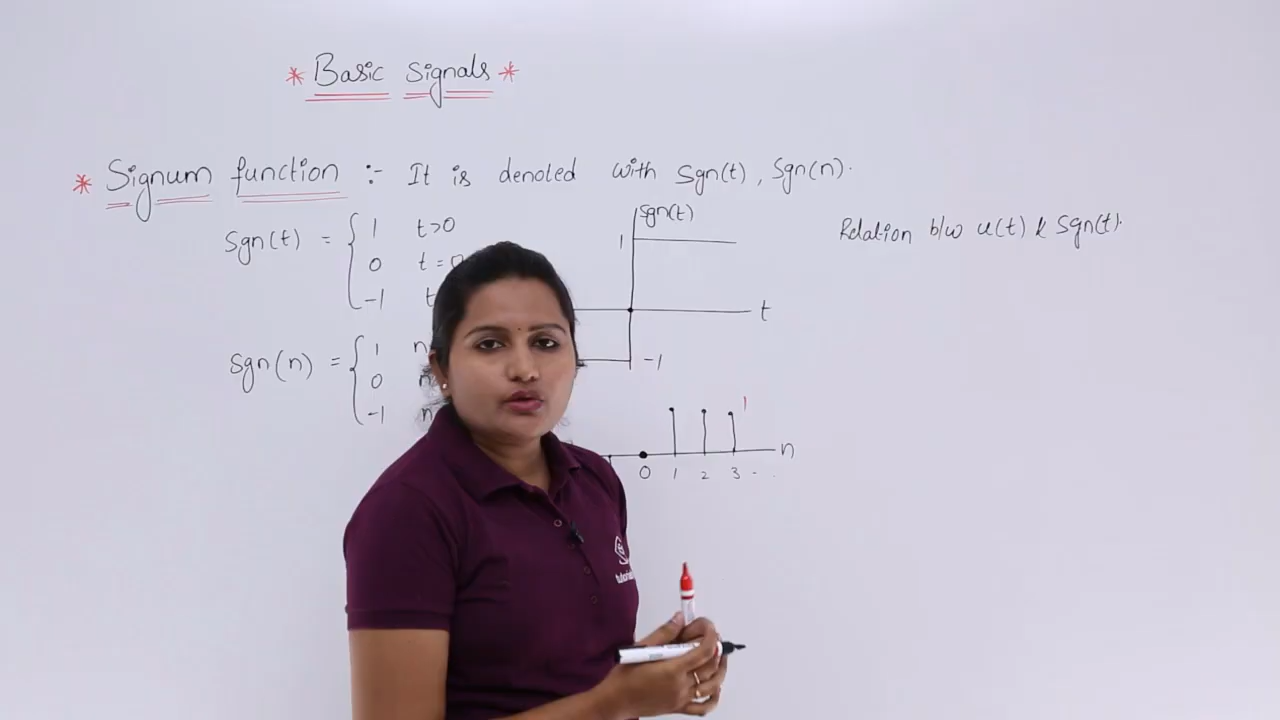 * Basic Signals *
* Signum function :- It is denoted with Sgn(t), Sgn(n).
Sgn(t) = { 1 t>0
0 t=0
-1 t
Sgn(t)
1
t
-1
Relation b/w u(t) & Sgn(t).
Sgn(n) = { 1 n
0 n
-1 n
1
n
0 1 2 3 - .